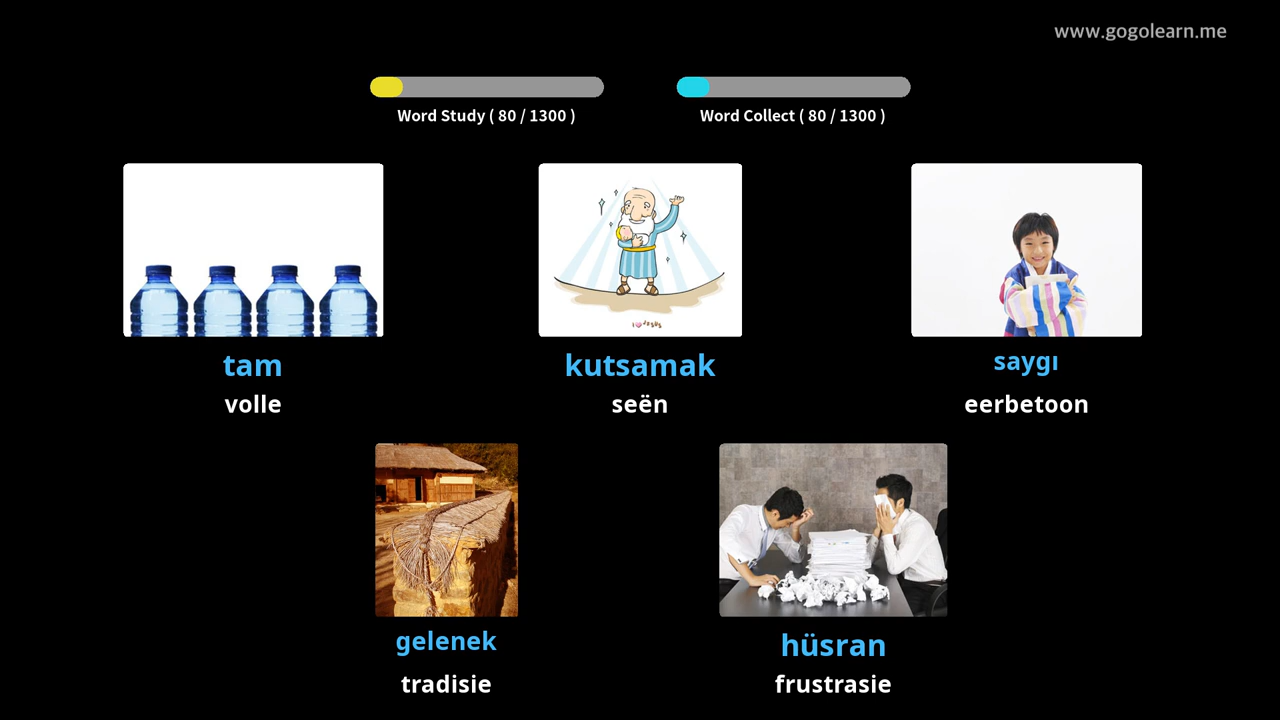 www.gogolearn.me
Word Study ( 80 / 1300 )
Word Collect ( 80 / 1300 )
I JESUS
tam
kutsamak
saygı
volle
seën
eerbetoon
gelenek
hüsran
tradisie
frustrasie